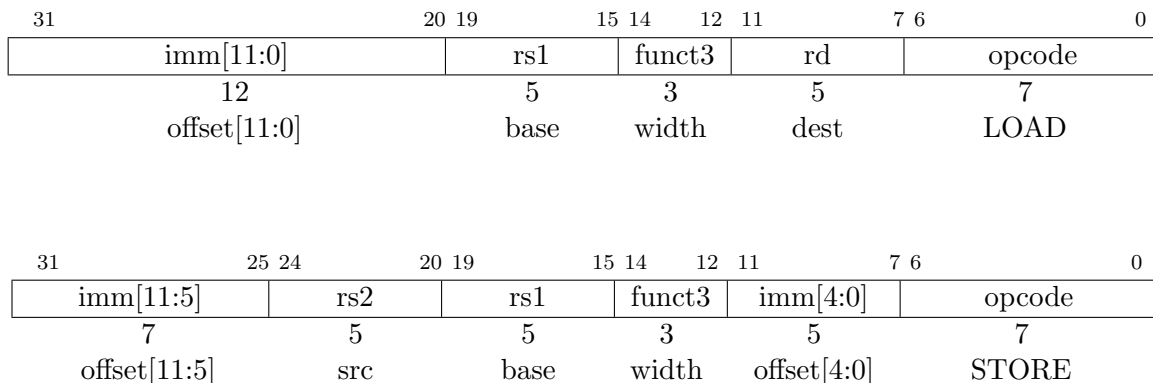 31 20 19 15 14 12 11 7 6 0
imm[11:0] rs1 funct3 rd opcode
12 5 3 5 7
offset[11:0] base width dest LOAD
31 25 24 20 19 15 14 12 11 7 6 0
imm[11:5] rs2 rs1 funct3 imm[4:0] opcode
7 5 5 3 5 7
offset[11:5] src base width offset[4:0] STORE